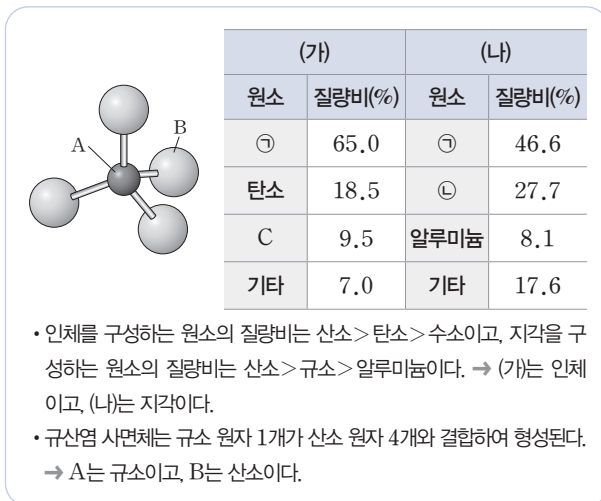 A
B
(가) (나)
원소 질량비(%) 원소 질량비(%)
㉠ 65.0 ㉠ 46.6
탄소 18.5 ㉡ 27.7
C 9.5 알루미늄 8.1
기타 7.0 기타 17.6
• 인체를 구성하는 원소의 질량비는 산소>탄소>수소이고, 지각을 구
성하는 원소의 질량비는 산소>규소>알루미늄이다. → (가)는 인체
이고, (나)는 지각이다.
• 규산염 사면체는 규소 원자 1개가 산소 원자 4개와 결합하여 형성된다.
→ A는 규소이고, B는 산소이다.